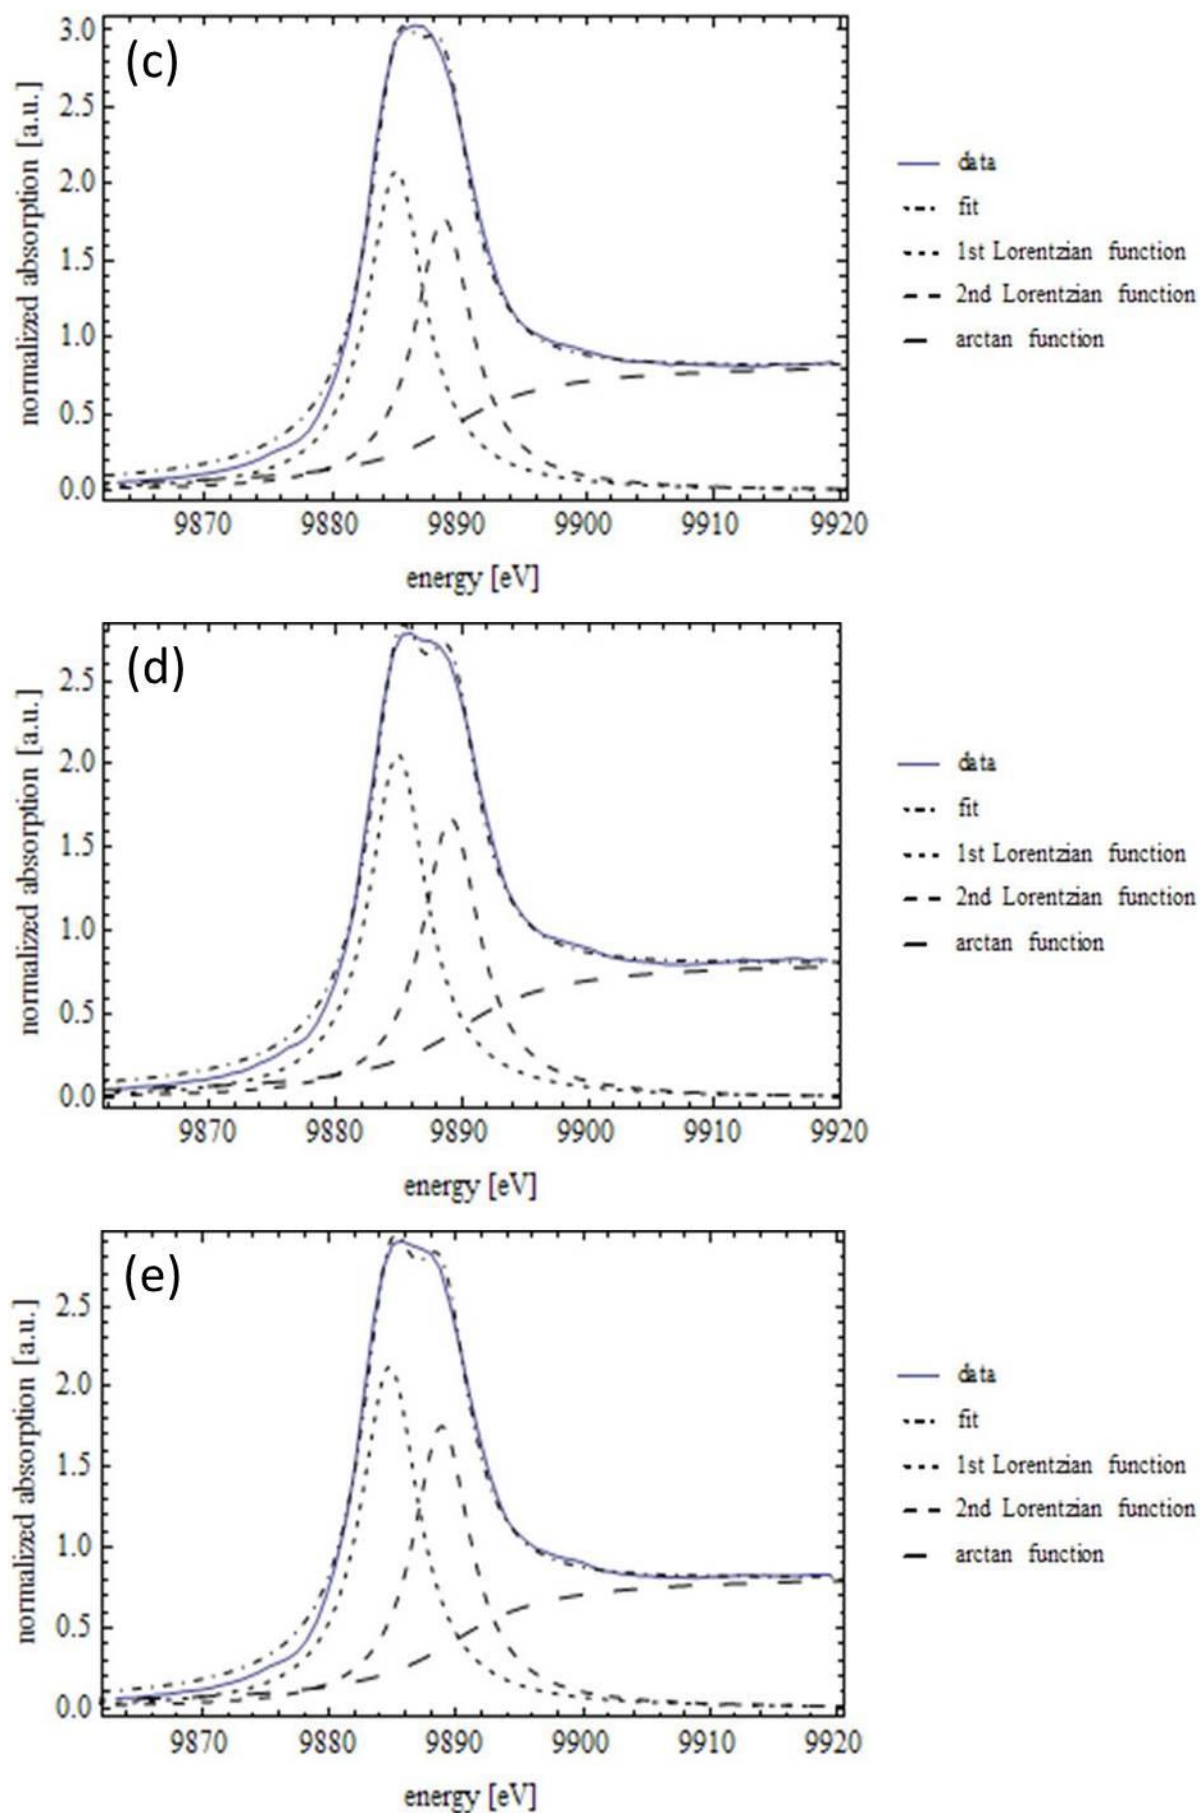 (c)
normalized absorption [a.u.]
3.0
2.5
2.0
1.5
1.0
0.5
0.0
9870 9880 9890 9900 9910 9920
energy [eV]
data
fit
1st Lorentzian function
2nd Lorentzian function
arctan function
(d)
normalized absorption [a.u.]
2.5
2.0
1.5
1.0
0.5
0.0
9870 9880 9890 9900 9910 9920
energy [eV]
data
fit
1st Lorentzian function
2nd Lorentzian function
arctan function
(e)
normalized absorption [a.u.]
2.5
2.0
1.5
1.0
0.5
0.0
9870 9880 9890 9900 9910 9920
energy [eV]
data
fit
1st Lorentzian function
2nd Lorentzian function
arctan function